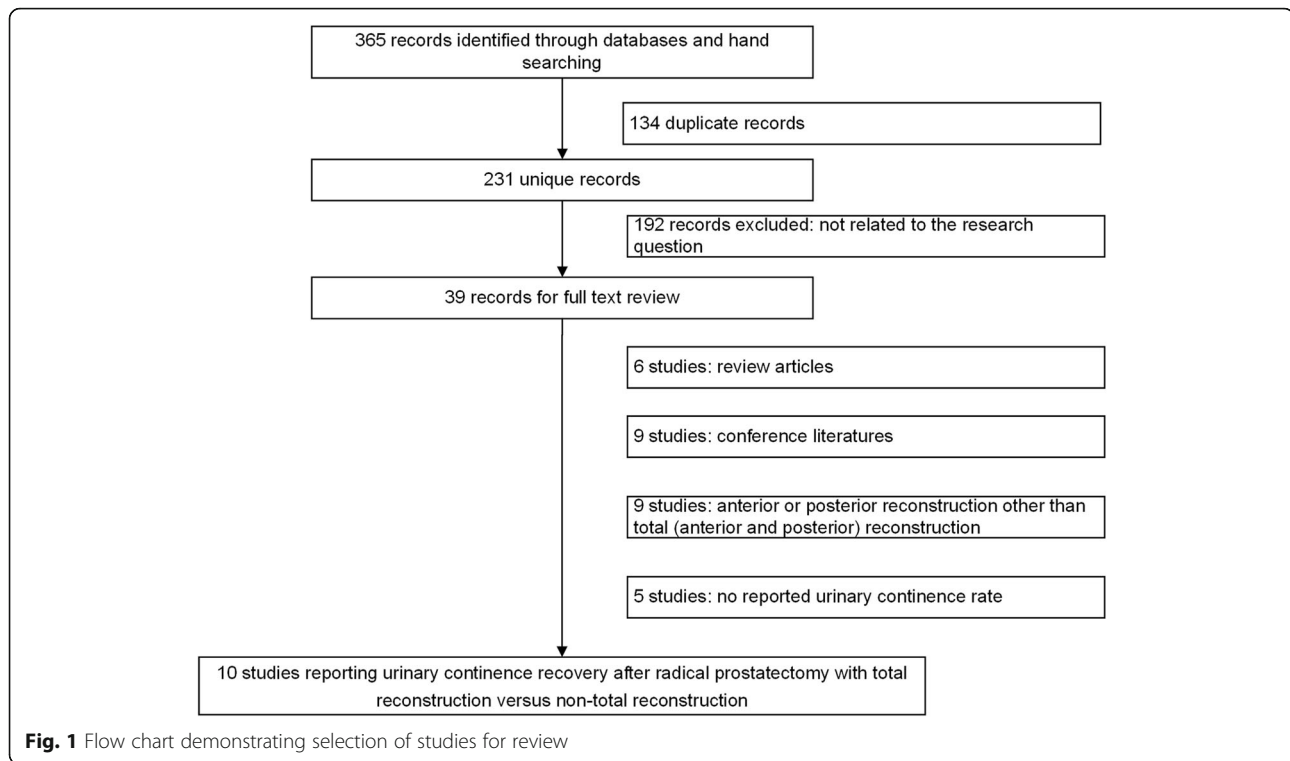 365 records identified through databases and hand
searching
134 duplicate records
231 unique records
192 records excluded: not related to the research
question
39 records for full text review
6 studies: review articles
9 studies: conference literatures
9 studies: anterior or posterior reconstruction other than
total (anterior and posterior) reconstruction
5 studies: no reported urinary continence rate
10 studies reporting urinary continence recovery after radical prostatectomy with total
reconstruction versus non-total reconstruction
Fig. 1 Flow chart demonstrating selection of studies for review